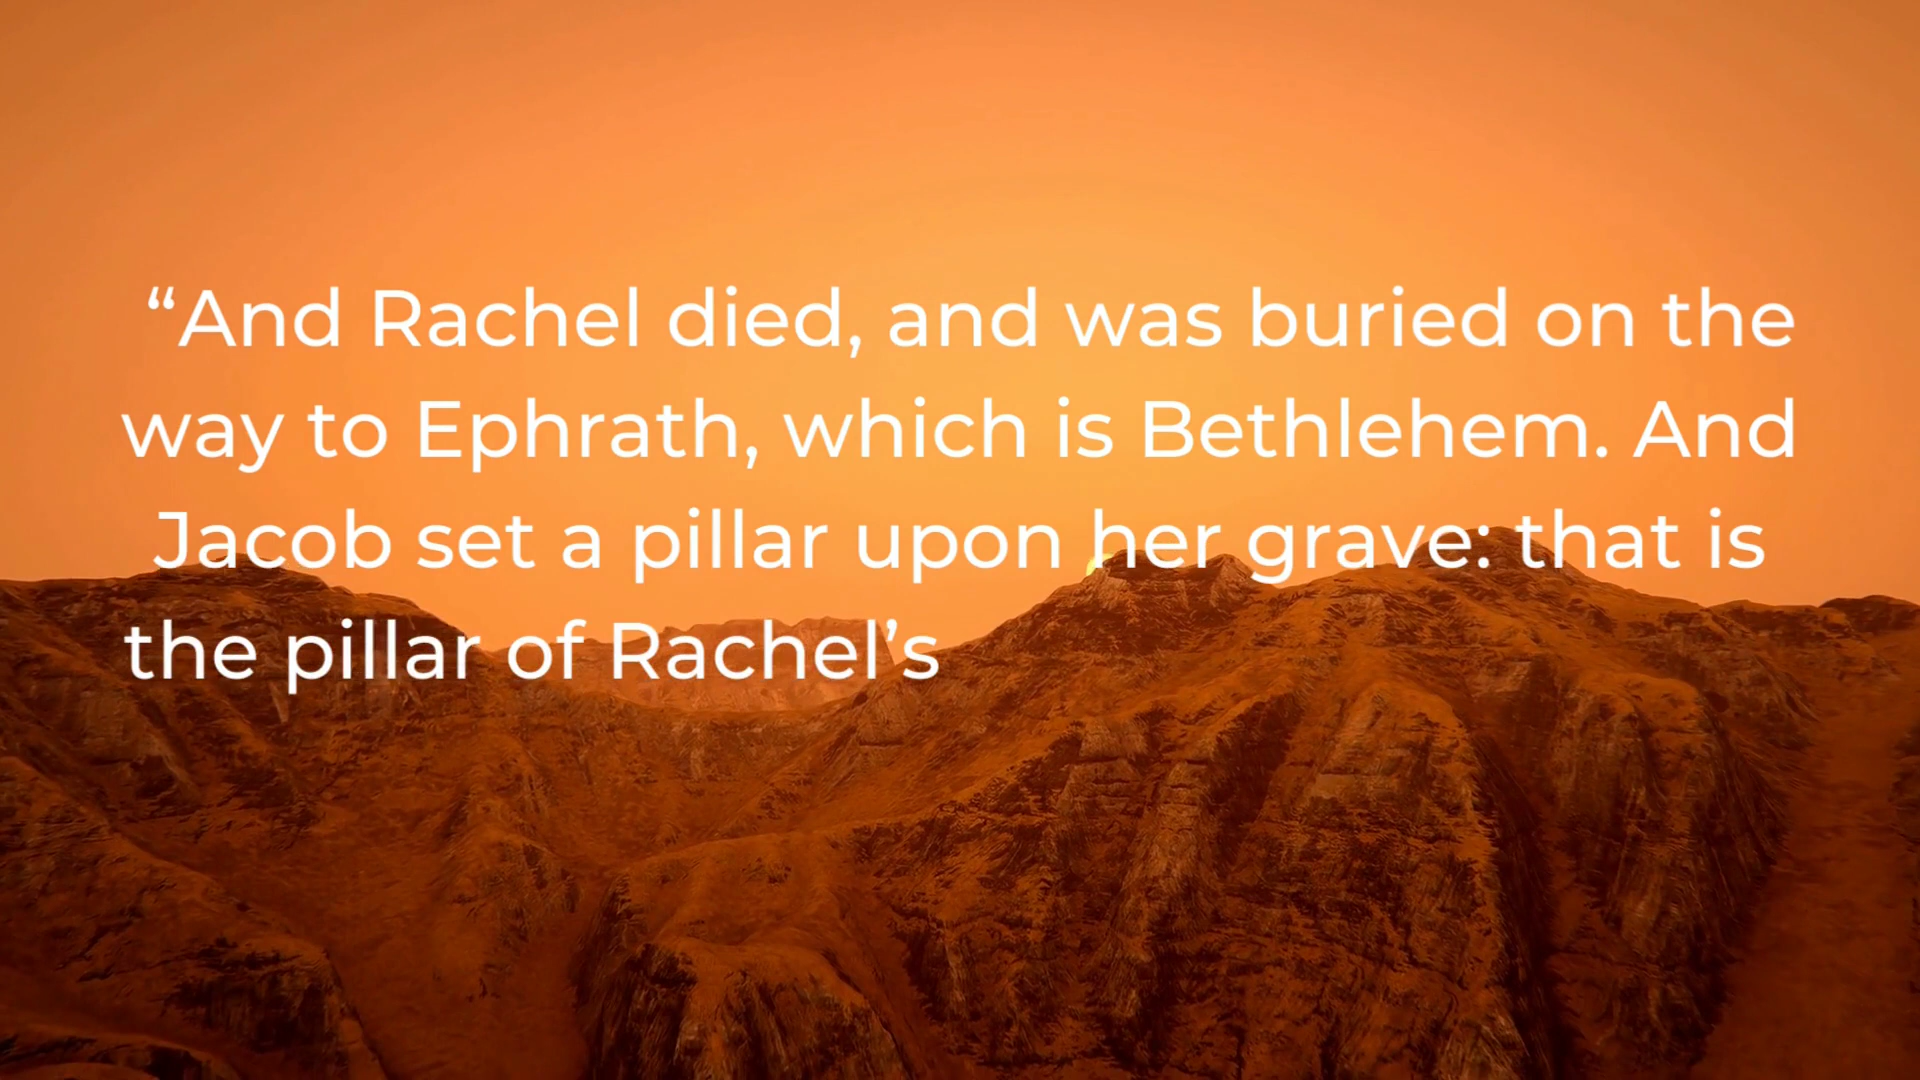 “And Rachel died, and was buried on the
way to Ephrath, which is Bethlehem. And
Jacob set a pillar upon her grave: that is
the pillar of Rachel’s